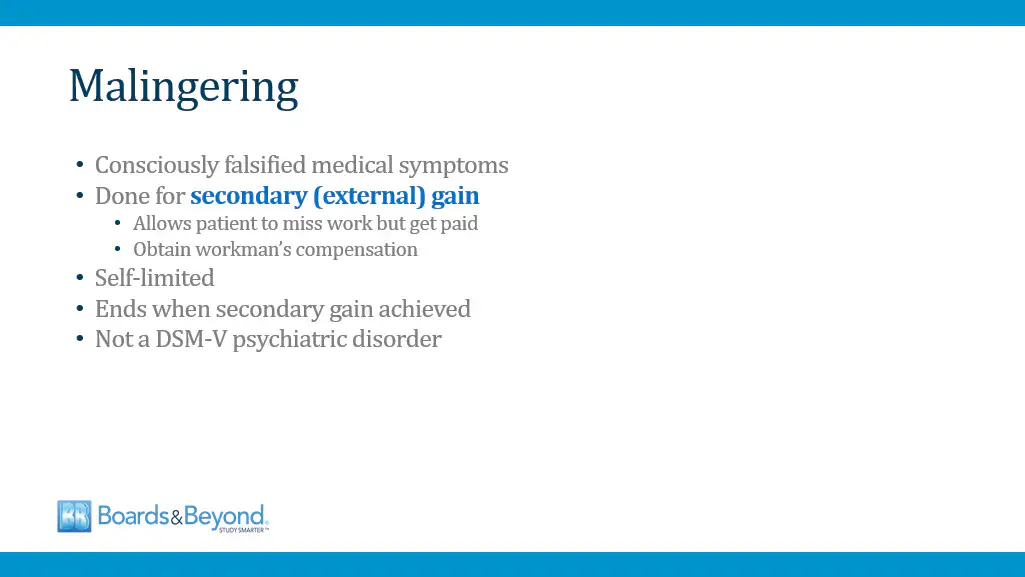 Malingering
• Consciously falsified medical symptoms
• Done for secondary (external) gain
• Allows patient to miss work but get paid
• Obtain workman’s compensation
• Self-limited
• Ends when secondary gain achieved
• Not a DSM-V psychiatric disorder
BB Boards&Beyond®
STUDY SMARTER™